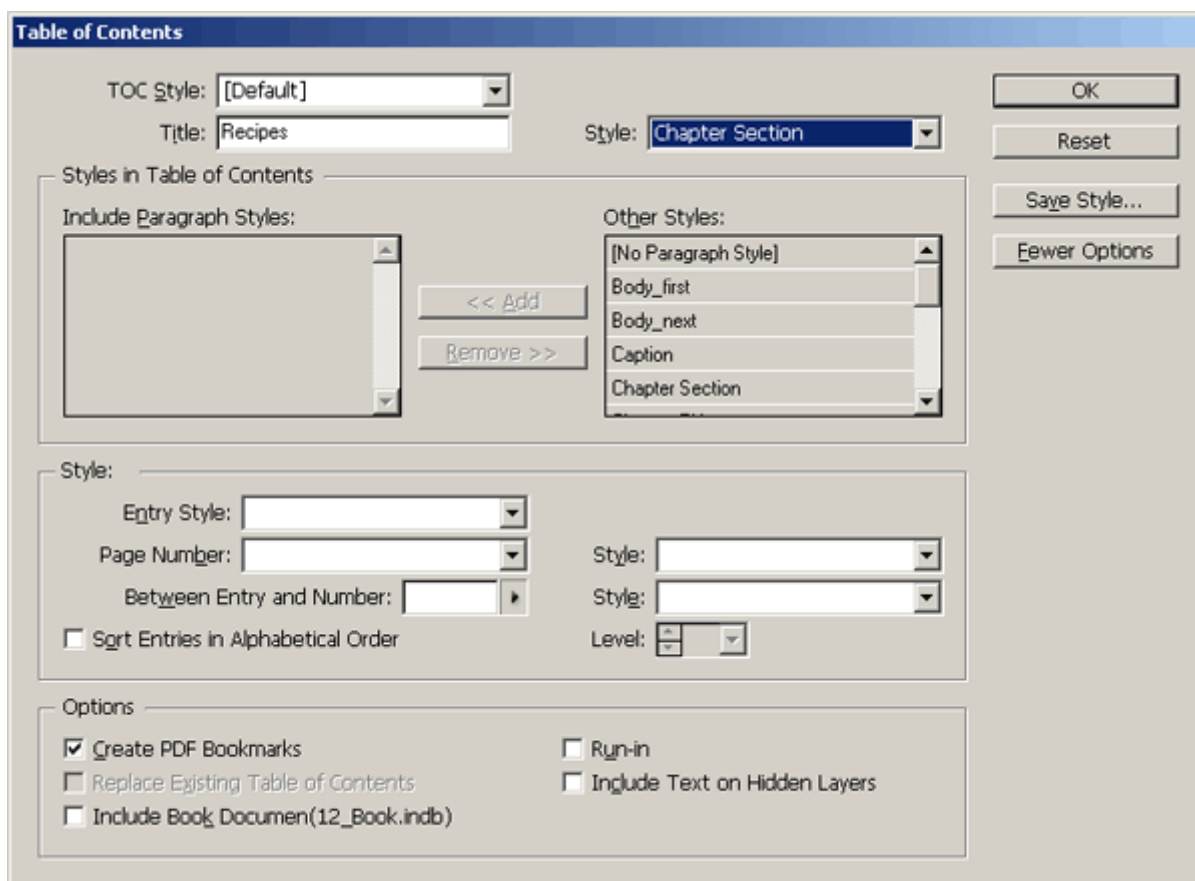 Table of Contents
TOC Style: [Default]
OK
Title: Recipes
Style: Chapter Section
Reset
Styles in Table of Contents
Save Style...
Include Paragraph Styles:
Other Styles:
Fewer Options
[No Paragraph Style]
Body_first
<< Add
Body_next
Remove >>
Caption
Chapter Section
Style:
Entry Style:
Page Number:
Style:
Between Entry and Number:
Style:
Sort Entries in Alphabetical Order
Level:
Options
Create PDF Bookmarks
Run-in
Replace Existing Table of Contents
Include Text on Hidden Layers
Include Book Documen(12_Book.indb)